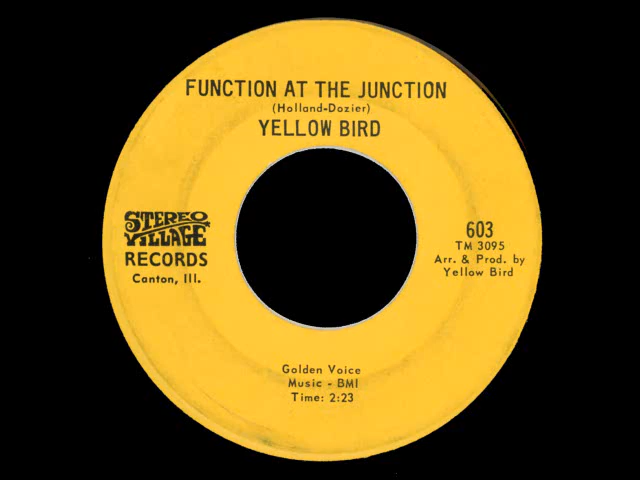 FUNCTION AT THE JUNCTION
(Holland-Dozier)
YELLOW BIRD
STEREO
VILLAGE
RECORDS
Canton, Ill.
603
TM 3095
Arr. & Prod. by
Yellow Bird
Golden Voice
Music - BMI
Time: 2:23